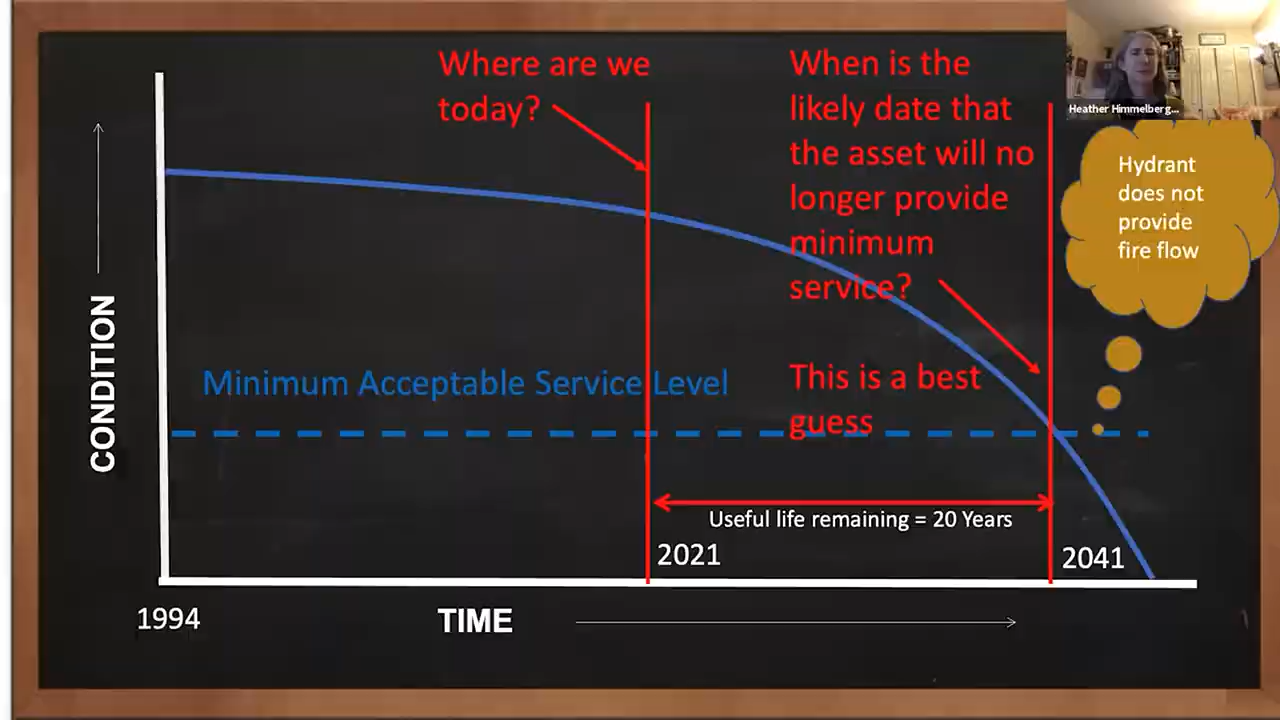 Where are we
today?
When is the
likely date that
the asset will no
longer provide
minimum
service?
This is a best
guess
Heather Himmelberg...
Hydrant
does not
provide
fire flow
CONDITION
Minimum Acceptable Service Level
Useful life remaining = 20 Years
2021
2041
1994
TIME